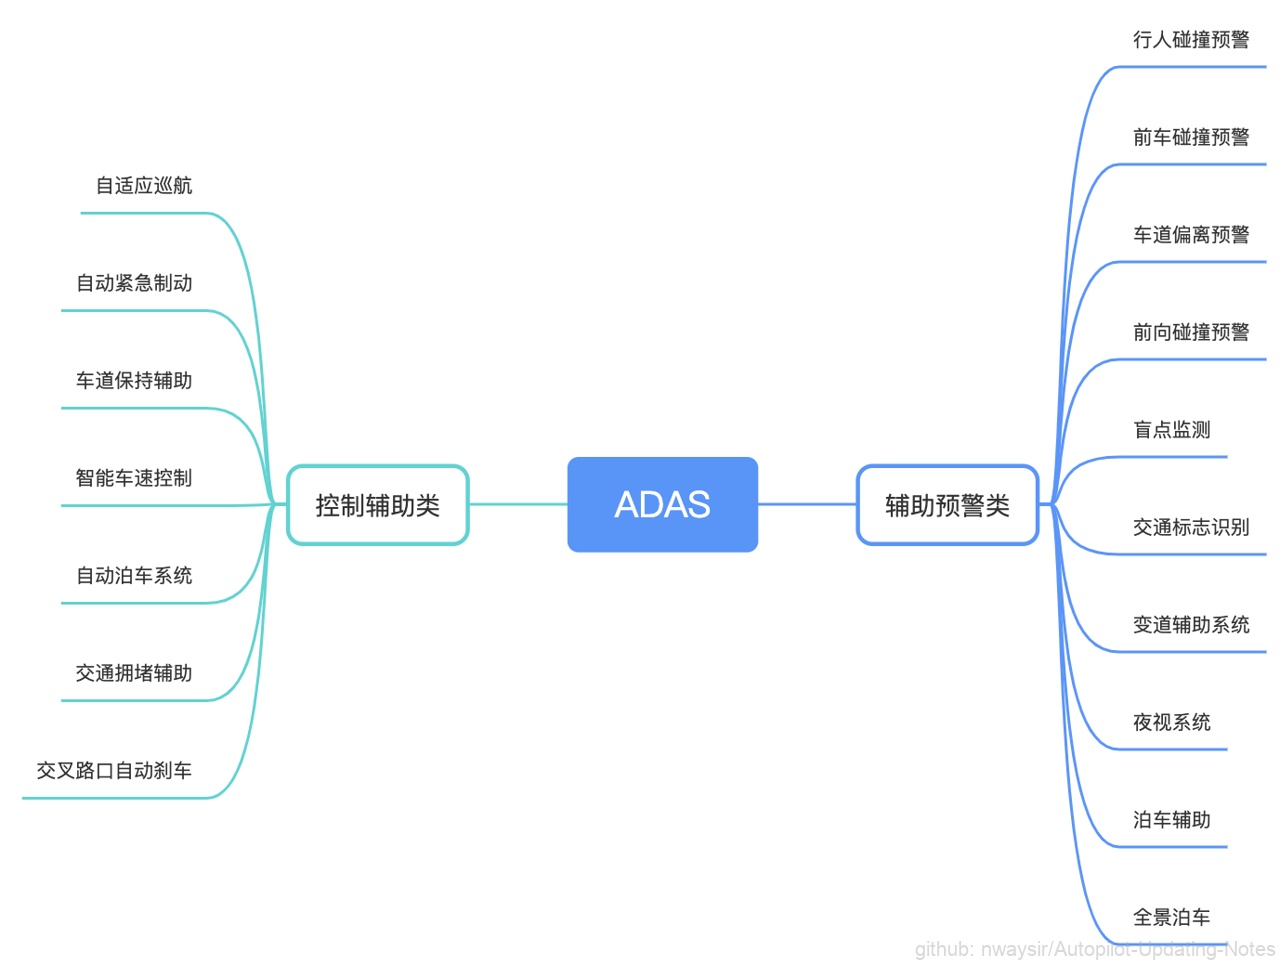 ADAS
控制辅助类
自适应巡航
自动紧急制动
车道保持辅助
智能车速控制
自动泊车系统
交通拥堵辅助
交叉路口自动刹车
辅助预警类
行人碰撞预警
前车碰撞预警
车道偏离预警
前向碰撞预警
盲点监测
交通标志识别
变道辅助系统
夜视系统
泊车辅助
全景泊车
github: nwaysir/Autopilot-Updating-Notes